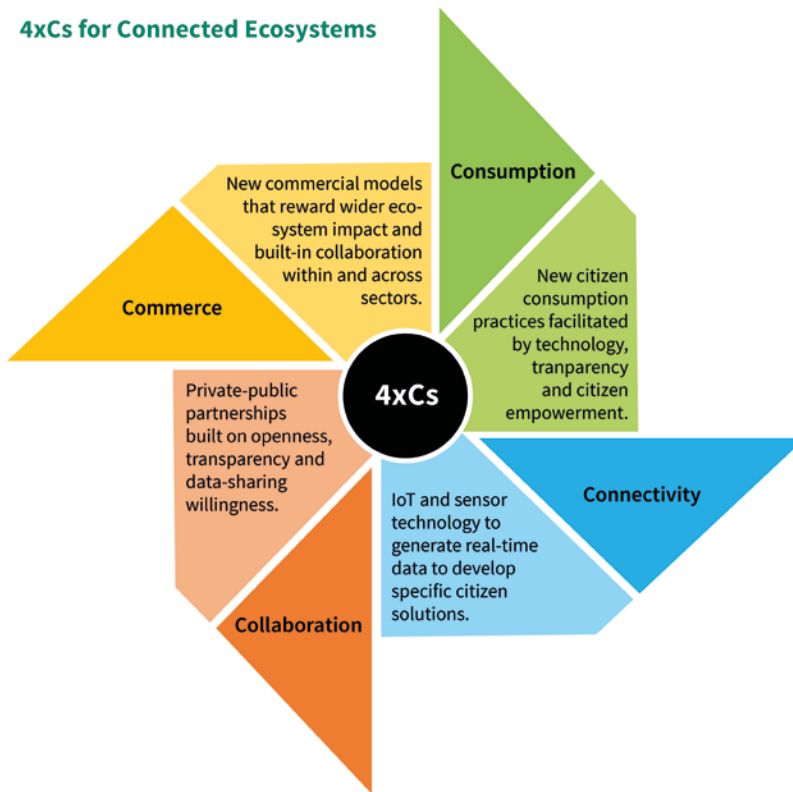 4xCs for Connected Ecosystems
Consumption
New citizen
consumption
practices facilitated
by technology,
tranparency
and citizen
empowerment.
Connectivity
IoT and sensor
technology to
generate real-time
data to develop
specific citizen
solutions.
Collaboration
Private-public
partnerships
built on openness,
transparency and
data-sharing
willingness.
Commerce
New commercial models
that reward wider eco-
system impact and
built-in collaboration
within and across
sectors.
4xCs